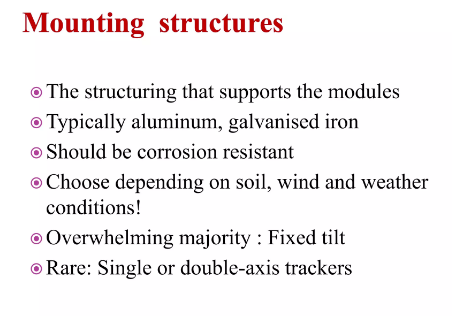 Mounting structures
The structuring that supports the modules
Typically aluminum, galvanised iron
Should be corrosion resistant
Choose depending on soil, wind and weather
conditions!
Overwhelming majority : Fixed tilt
Rare: Single or double-axis trackers